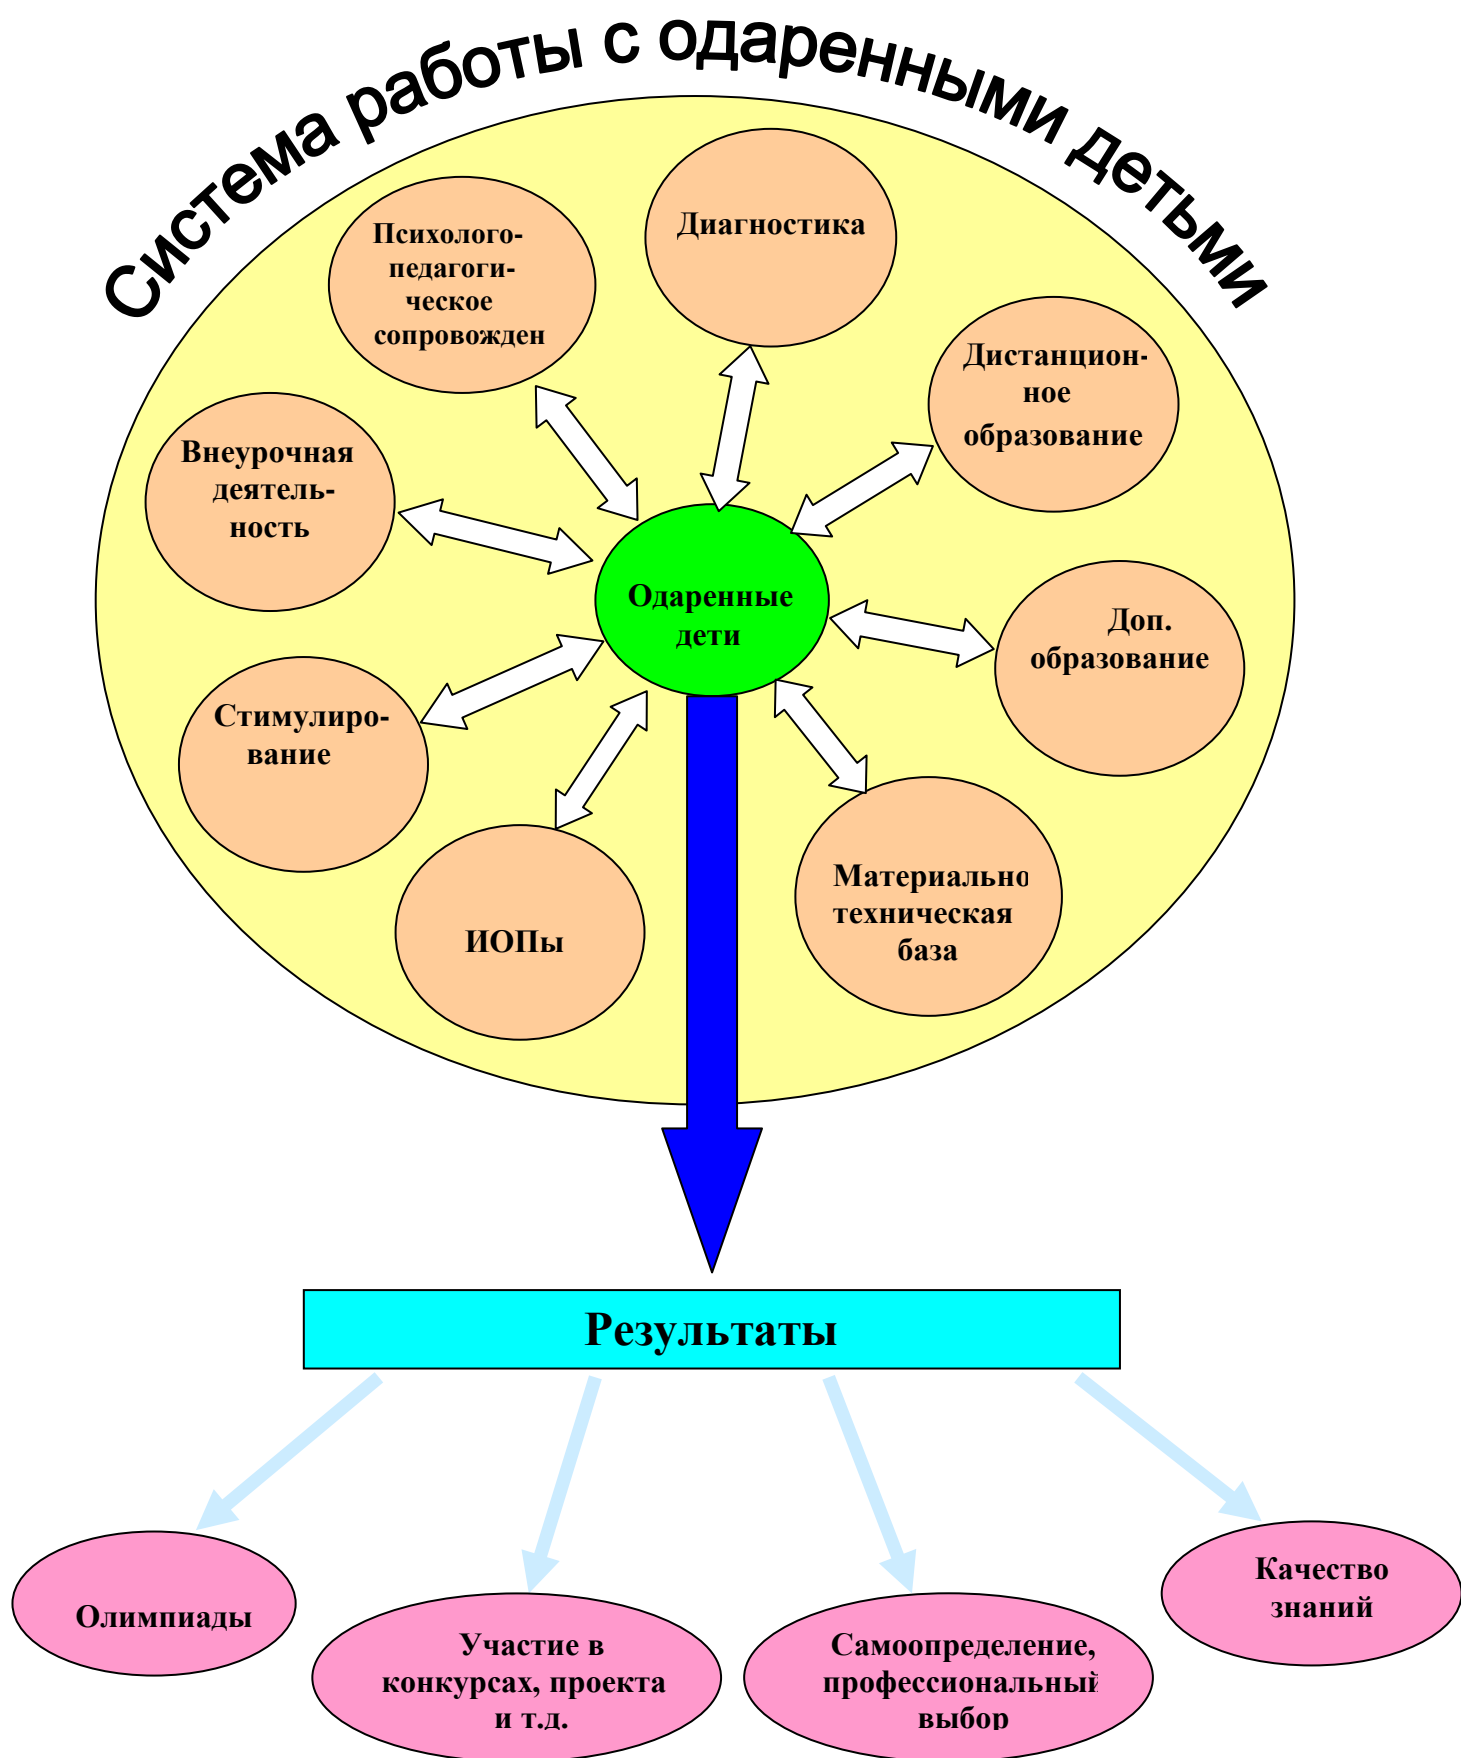 Система работы с одаренными детьми
Диагностика
Психолого-
педагоги-
ческое
сопровожден
Дистанцион-
ное
образование
Внеурочная
деятель-
ность
Одаренные
дети
Доп.
образование
Стимулиро-
вание
Материально
техническая
база
ИОПы
Результаты
Олимпиады
Участие в
конкурсах, проекта
и т.д.
Самоопределение,
профессиональный
выбор
Качество
знаний